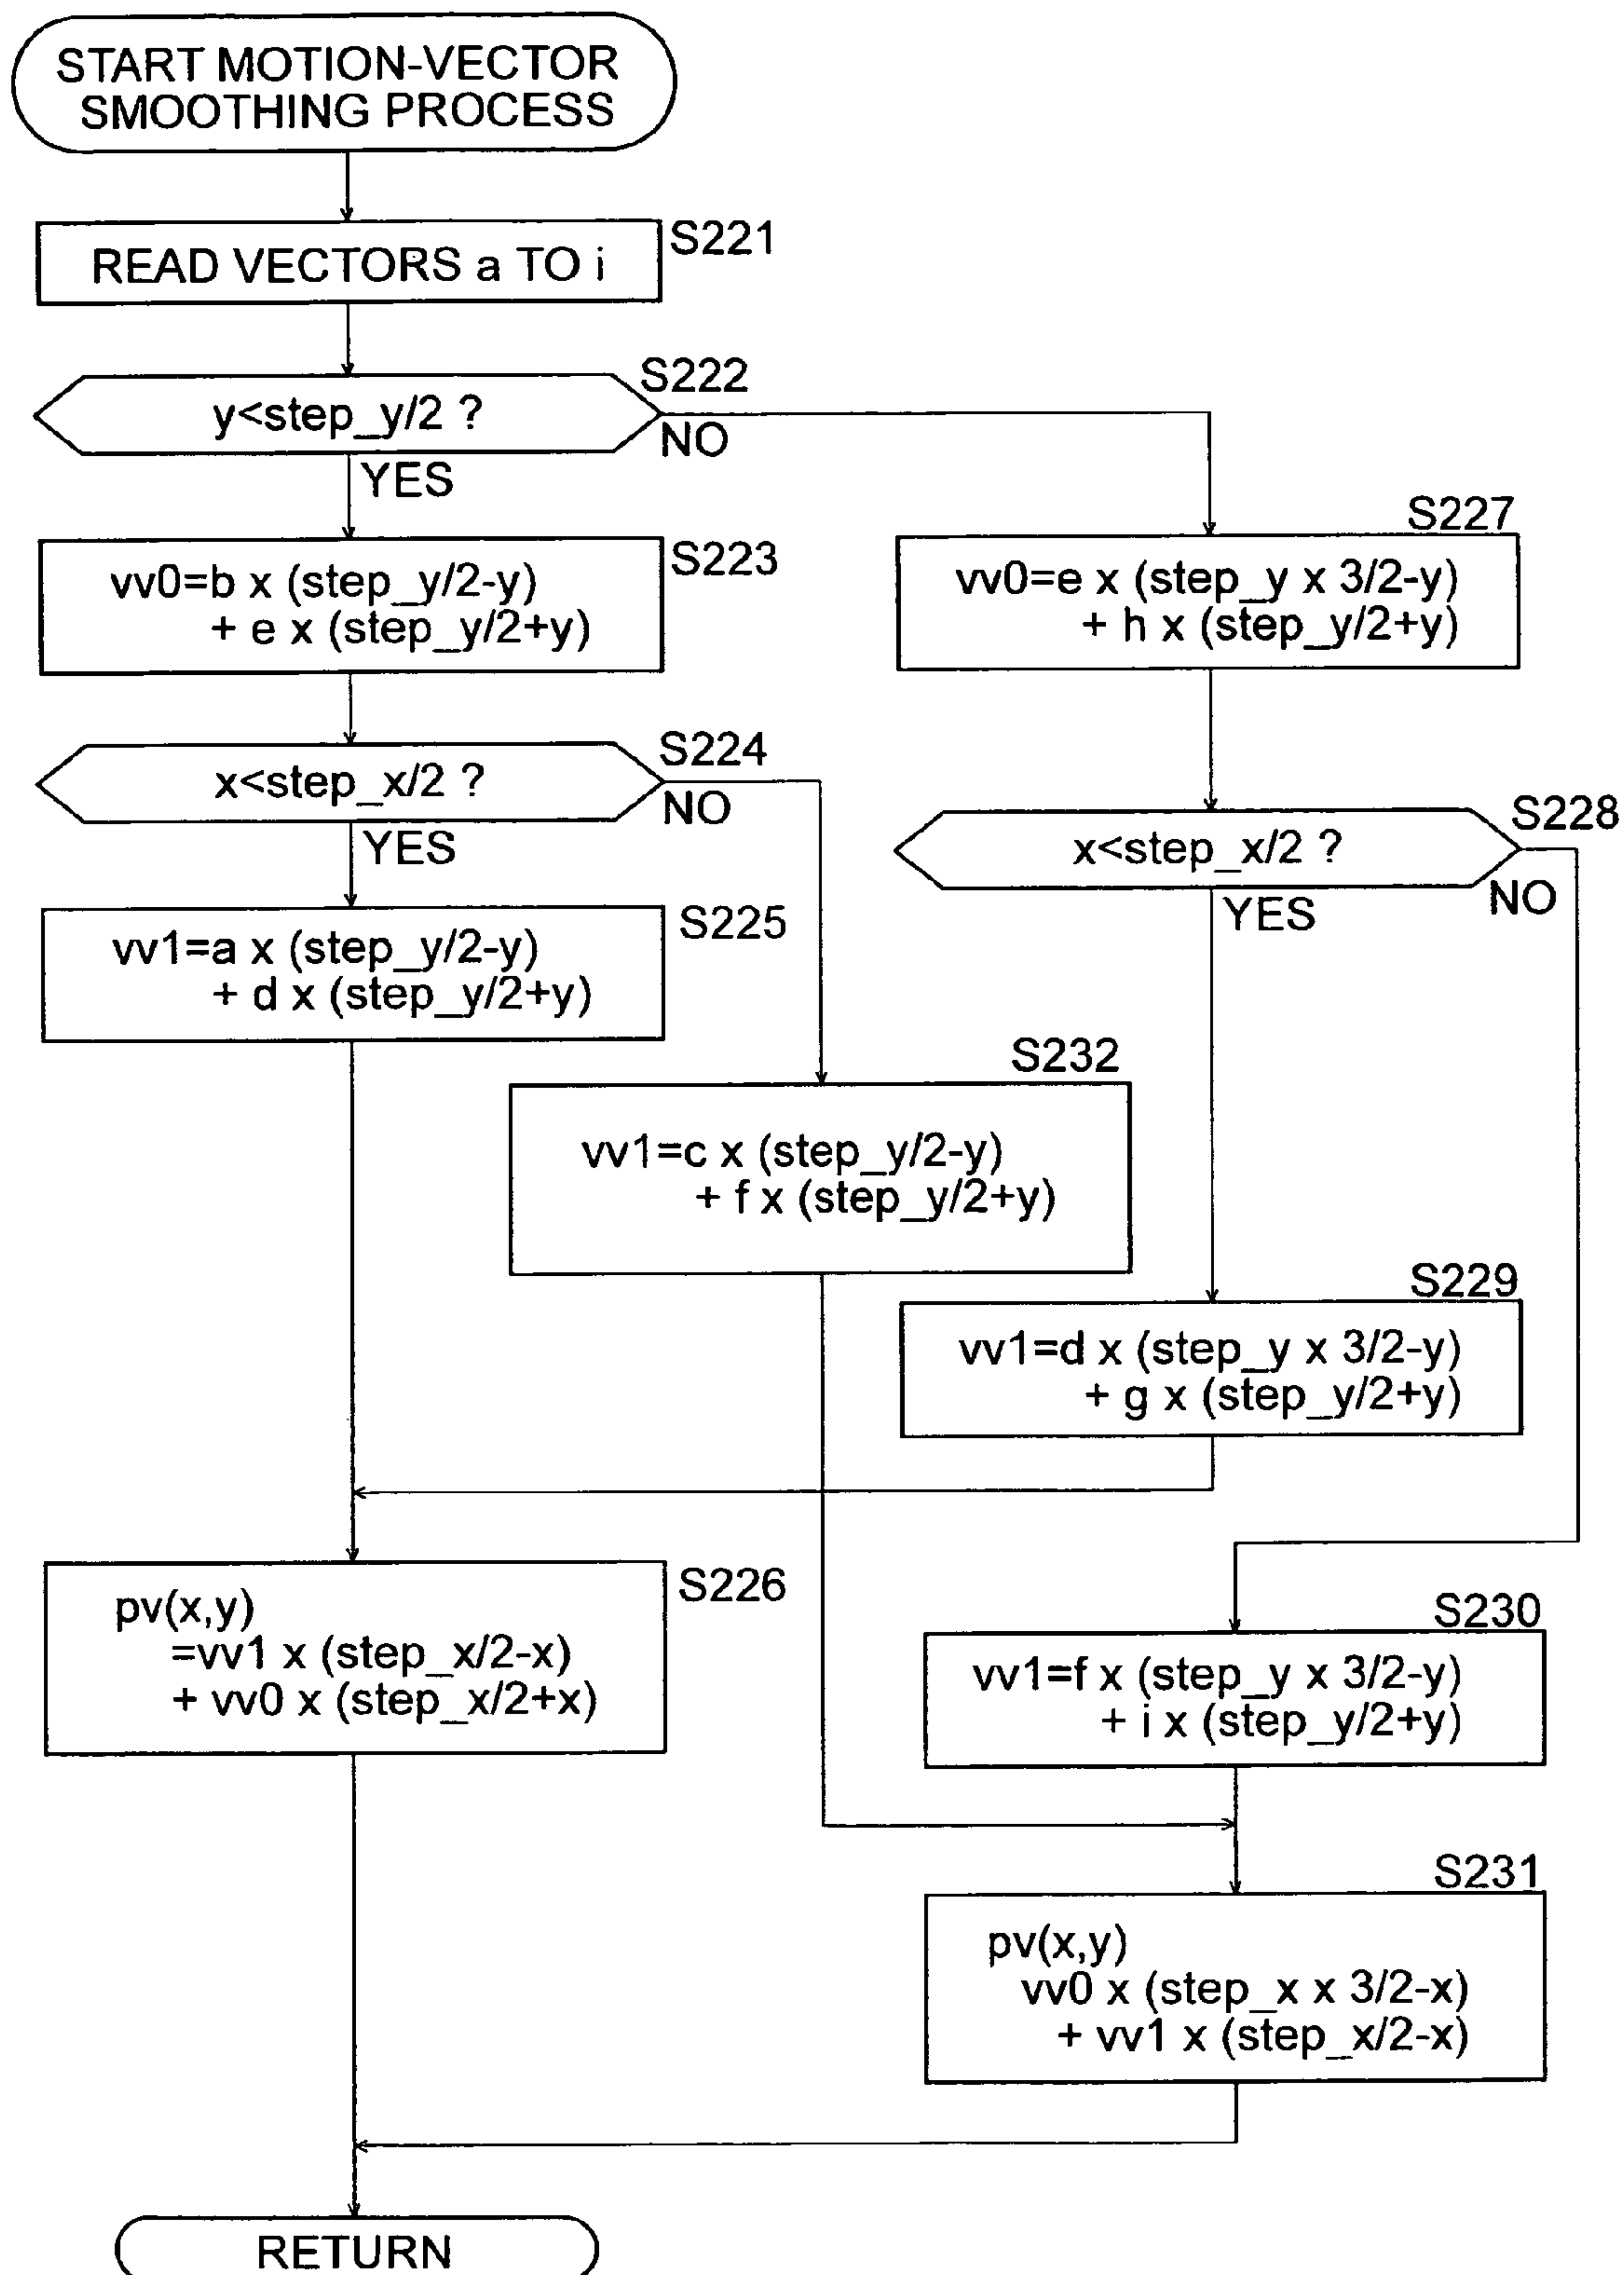 START MOTION-VECTOR
SMOOTHING PROCESS
S221
READ VECTORS a TO i
S222
y<step_y/2 ?
NO
YES
S223
vv0=b x (step_y/2-y)
+ e x (step_y/2+y)
S227
vv0=e x (step_y x 3/2-y)
+ h x (step_y/2+y)
S224
x<step_x/2 ?
NO
YES
S228
x<step_x/2 ?
NO
YES
S225
vv1=a x (step_y/2-y)
+ d x (step_y/2+y)
S232
vv1=c x (step_y/2-y)
+ f x (step_y/2+y)
S229
vv1=d x (step_y x 3/2-y)
+ g x (step_y/2+y)
S226
pv(x,y)
=vv1 x (step_x/2-x)
+ vv0 x (step_x/2+x)
S230
vv1=f x (step_y x 3/2-y)
+ i x (step_y/2+y)
S231
pv(x,y)
vv0 x (step_x x 3/2-x)
+ vv1 x (step_x/2-x)
RETURN